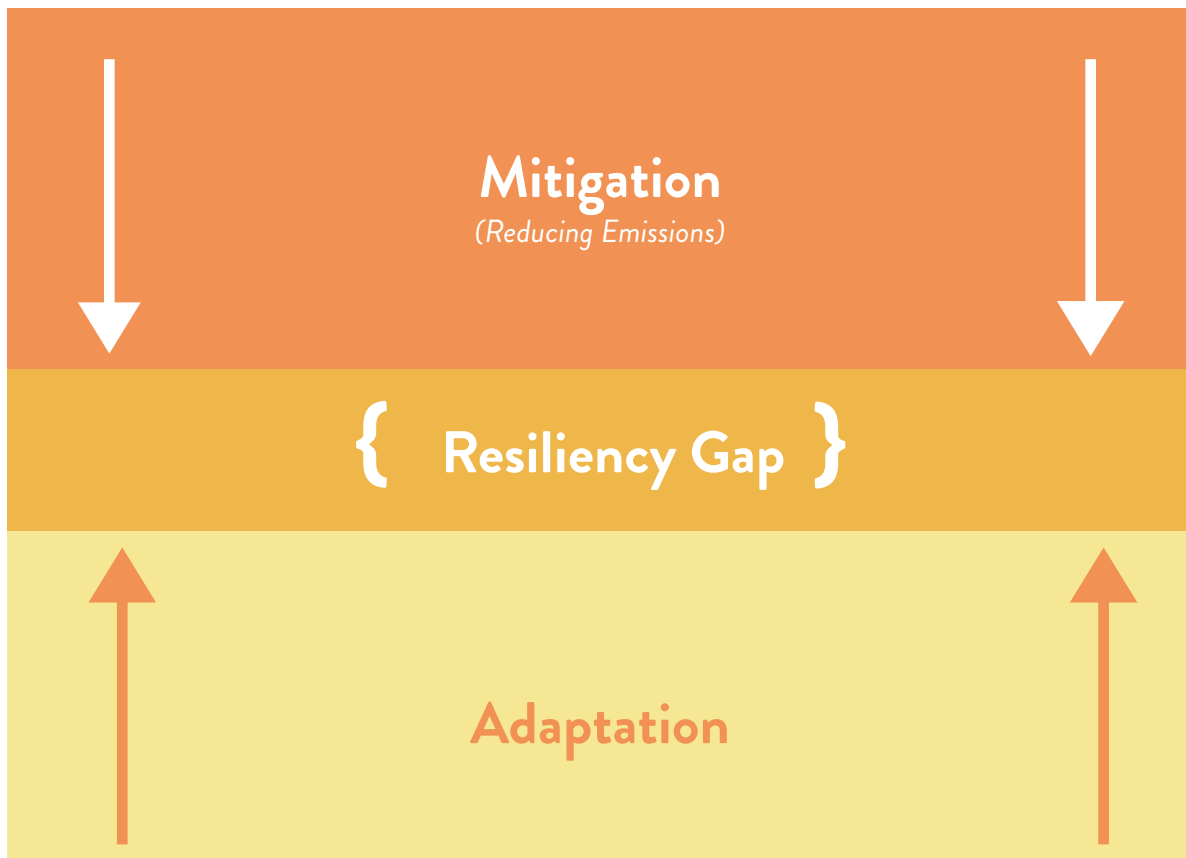 Mitigation
(Reducing Emissions)
{ Resiliency Gap }
Adaptation